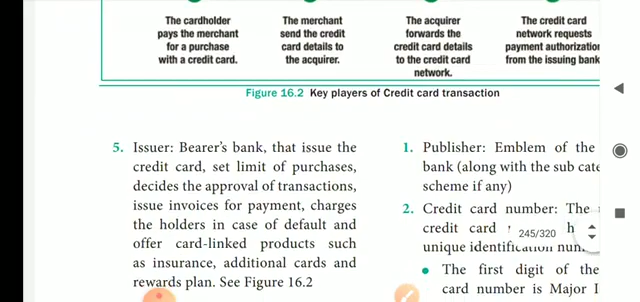 The cardholder
pays the merchant
for a purchase
with a credit card.
The merchant
send the credit
card details to
the acquirer.
The acquirer
forwards the
credit card details
to the credit card
network.
The credit card
network requests
payment authorization
from the issuing bank
Figure 16.2 Key players of Credit card transaction
5. Issuer: Bearer’s bank, that issue the
credit card, set limit of purchases,
decides the approval of transactions,
issue invoices for payment, charges
the holders in case of default and
offer card-linked products such
as insurance, additional cards and
rewards plan. See Figure 16.2
1. Publisher: Emblem of the
bank (along with the sub cate
scheme if any)
2. Credit card number: The
credit card
unique identification num
• The first digit of the
card number is Major I
245/320